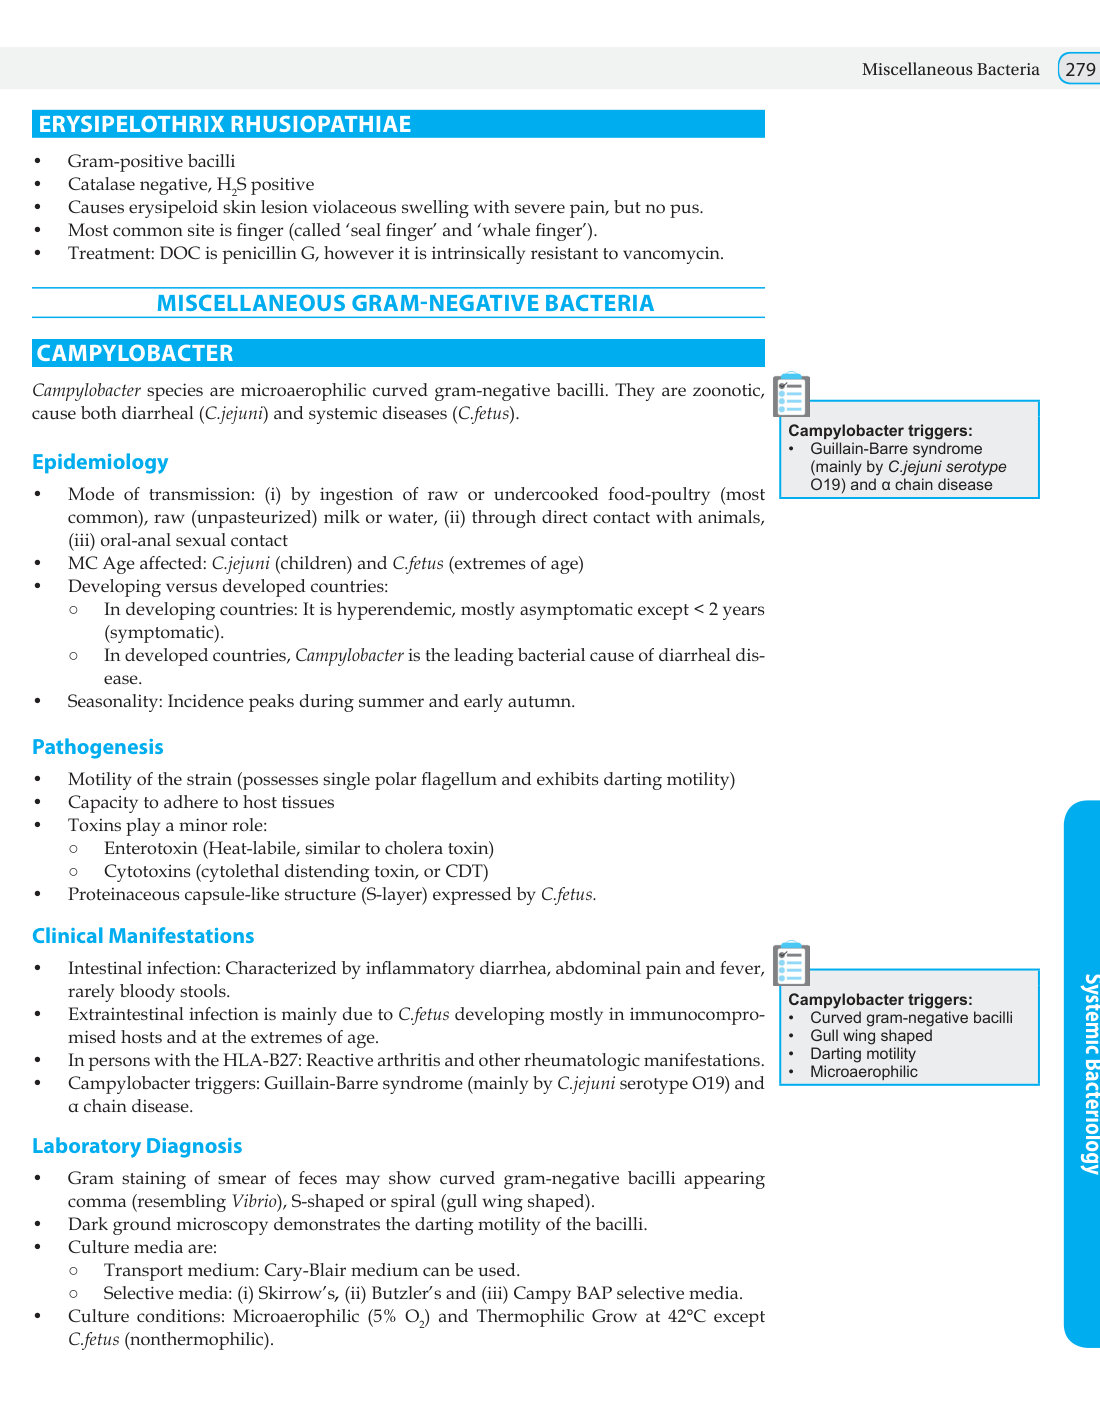 Miscellaneous Bacteria 279
ERYSIPELOTHRIX RHUSIOPATHIAE
• Gram-positive bacilli
• Catalase negative, H₂S positive
• Causes erysipeloid skin lesion violaceous swelling with severe pain, but no pus.
• Most common site is finger (called ‘seal finger’ and ‘whale finger’).
• Treatment: DOC is penicillin G, however it is intrinsically resistant to vancomycin.
MISCELLANEOUS GRAM-NEGATIVE BACTERIA
CAMPYLOBACTER
Campylobacter species are microaerophilic curved gram-negative bacilli. They are zoonotic,
cause both diarrheal (C.jejuni) and systemic diseases (C.fetus).
Campylobacter triggers:
• Guillain-Barre syndrome
(mainly by C.jejuni serotype
O19) and α chain disease
Epidemiology
• Mode of transmission: (i) by ingestion of raw or undercooked food-poultry (most
common), raw (unpasteurized) milk or water, (ii) through direct contact with animals,
(iii) oral-anal sexual contact
• MC Age affected: C.jejuni (children) and C.fetus (extremes of age)
• Developing versus developed countries:
○ In developing countries: It is hyperendemic, mostly asymptomatic except < 2 years
(symptomatic).
○ In developed countries, Campylobacter is the leading bacterial cause of diarrheal dis-
ease.
• Seasonality: Incidence peaks during summer and early autumn.
Pathogenesis
• Motility of the strain (possesses single polar flagellum and exhibits darting motility)
• Capacity to adhere to host tissues
• Toxins play a minor role:
○ Enterotoxin (Heat-labile, similar to cholera toxin)
○ Cytotoxins (cytolethal distending toxin, or CDT)
• Proteinaceous capsule-like structure (S-layer) expressed by C.fetus.
Clinical Manifestations
• Intestinal infection: Characterized by inflammatory diarrhea, abdominal pain and fever,
rarely bloody stools.
• Extraintestinal infection is mainly due to C.fetus developing mostly in immunocompro-
mised hosts and at the extremes of age.
• In persons with the HLA-B27: Reactive arthritis and other rheumatologic manifestations.
• Campylobacter triggers: Guillain-Barre syndrome (mainly by C.jejuni serotype O19) and
α chain disease.
Campylobacter triggers:
• Curved gram-negative bacilli
• Gull wing shaped
• Darting motility
• Microaerophilic
Laboratory Diagnosis
• Gram staining of smear of feces may show curved gram-negative bacilli appearing
comma (resembling Vibrio), S-shaped or spiral (gull wing shaped).
• Dark ground microscopy demonstrates the darting motility of the bacilli.
• Culture media are:
○ Transport medium: Cary-Blair medium can be used.
○ Selective media: (i) Skirrow’s, (ii) Butzler’s and (iii) Campy BAP selective media.
• Culture conditions: Microaerophilic (5% O₂) and Thermophilic Grow at 42°C except
C.fetus (nonthermophilic).
Systemic Bacteriology